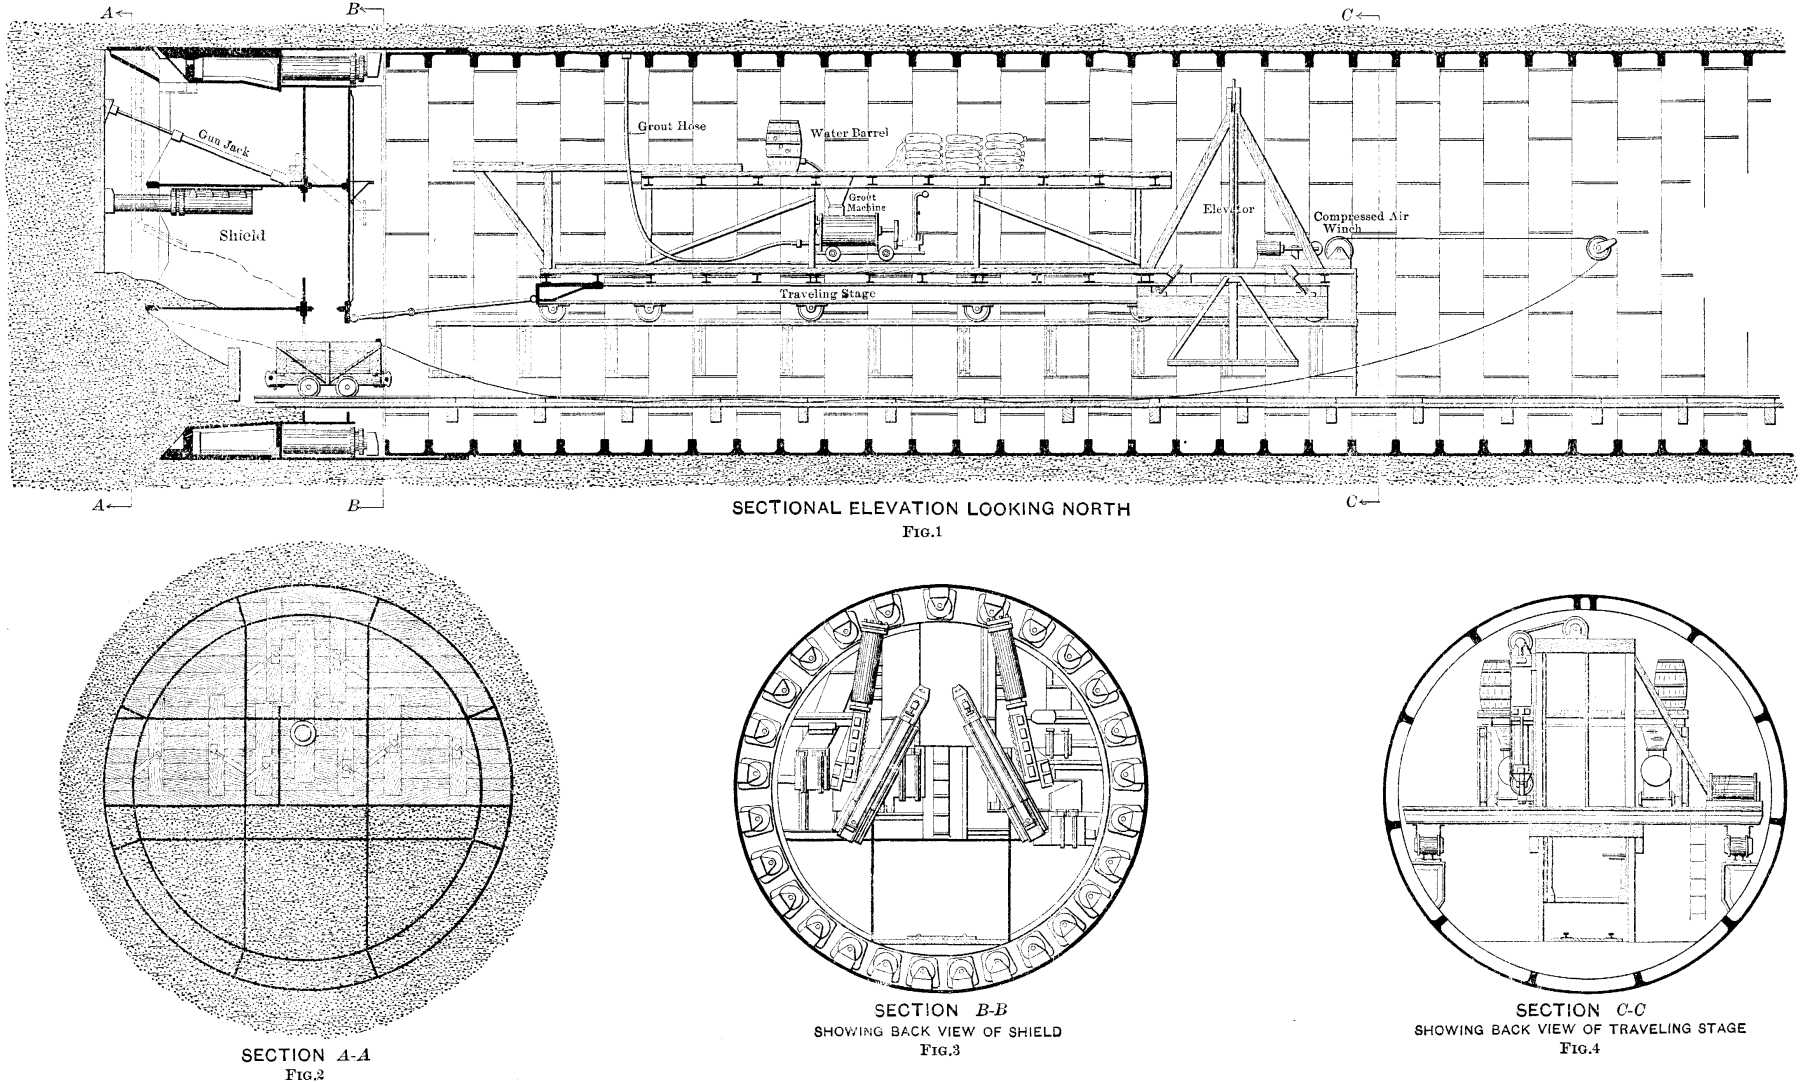 A
B
C
Gun Jack
Grout Hose
Water Barrel
Grout
Machine
Shield
Elevator
Compressed Air
Winch
Traveling Stage
A
B
C
SECTIONAL ELEVATION LOOKING NORTH
FIG.1
SECTION A-A
FIG.2
SECTION B-B
SHOWING BACK VIEW OF SHIELD
FIG.3
SECTION C-C
SHOWING BACK VIEW OF TRAVELING STAGE
FIG.4